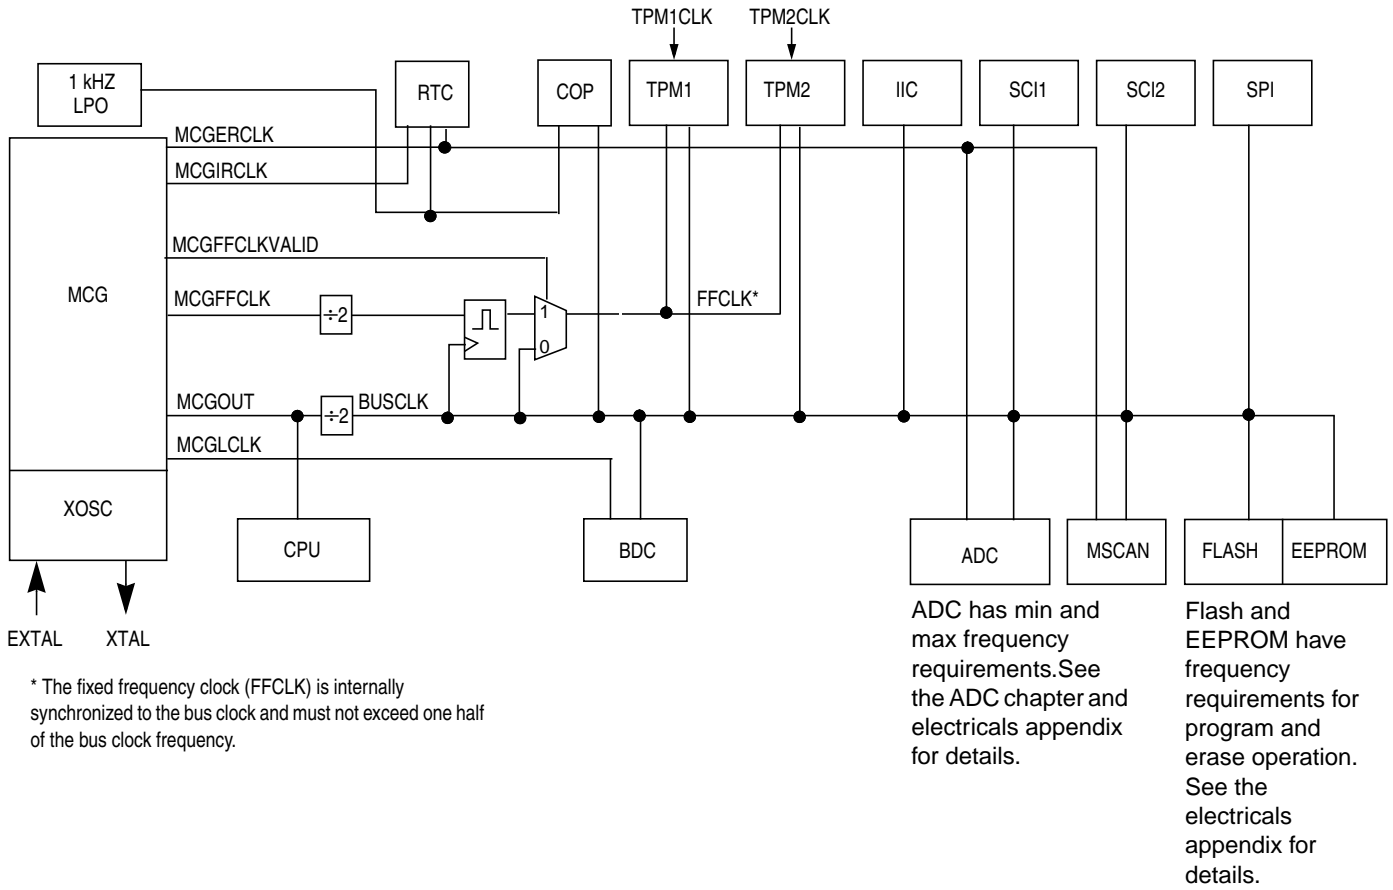 TPM1CLK
TPM2CLK
1 kHZ
LPO
RTC
COP
TPM1
TPM2
IIC
SCI1
SCI2
SPI
MCGERCLK
MCGIRCLK
MCGFFCLKVALID
MCG
MCGFFCLK
÷2
1
0
FFCLK*
MCGOUT
÷2
BUSCLK
MCGLCLK
XOSC
CPU
BDC
ADC
MSCAN
FLASH
EEPROM
EXTAL
XTAL
* The fixed frequency clock (FFCLK) is internally
synchronized to the bus clock and must not exceed one half
of the bus clock frequency.
ADC has min and
max frequency
requirements.See
the ADC chapter and
electricals appendix
for details.
Flash and
EEPROM have
frequency
requirements for
program and
erase operation.
See the
electricals
appendix for
details.